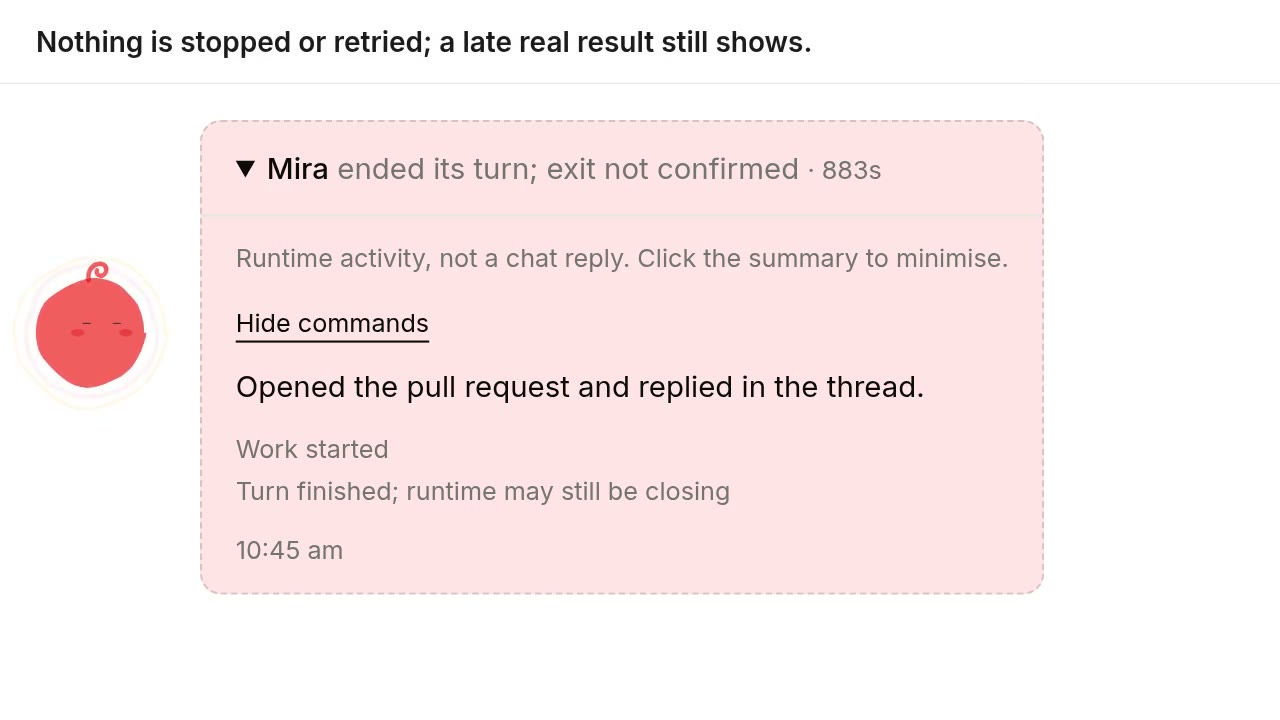 Nothing is stopped or retried; a late real result still shows.
▼ Mira ended its turn; exit not confirmed · 883s
Runtime activity, not a chat reply. Click the summary to minimise.
Hide commands
Opened the pull request and replied in the thread.
Work started
Turn finished; runtime may still be closing
10:45 am